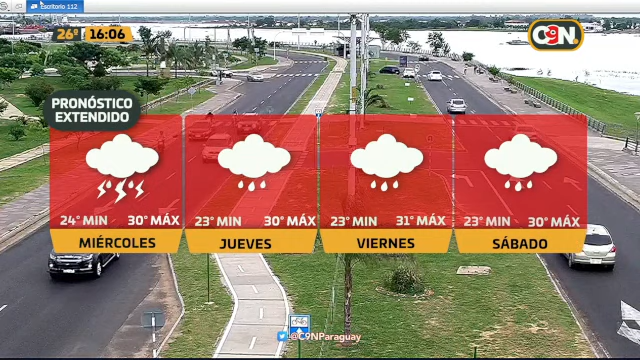 Escritorio 112
26° 16:06
C9N
PRONÓSTICO
EXTENDIDO
24° MIN 30° MÁX
23° MIN 30° MÁX
23° MIN 31° MÁX
23° MIN 30° MÁX
MIÉRCOLES
JUEVES
VIERNES
SÁBADO
@C9NParaguay